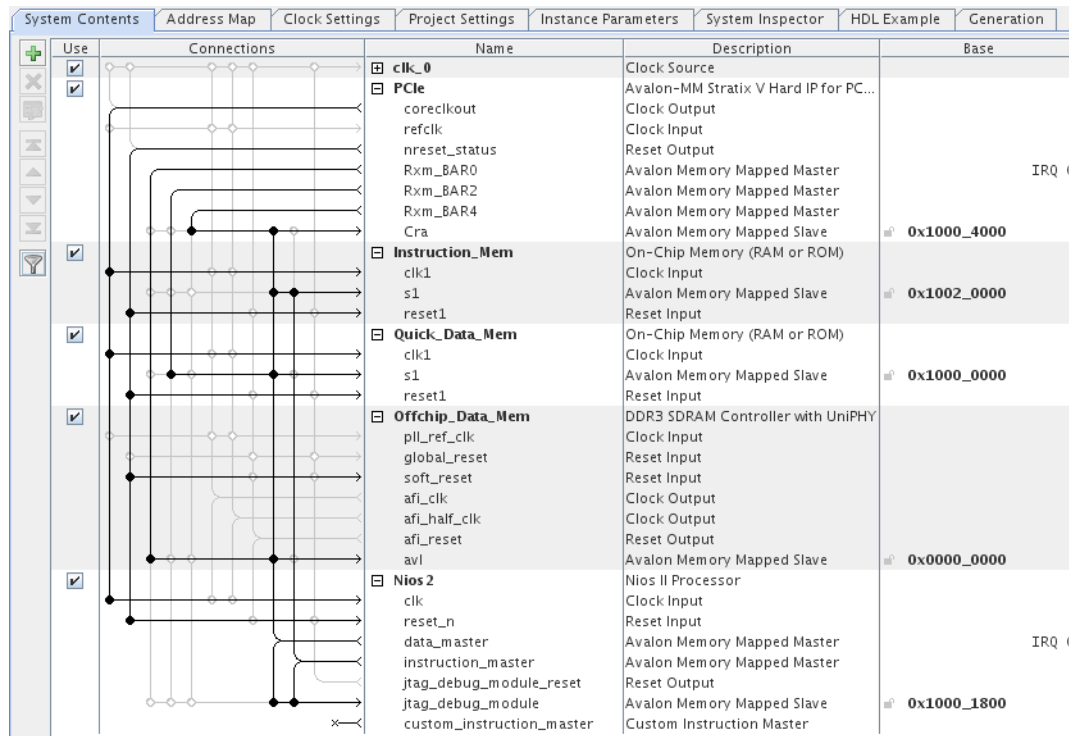 System Contents Address Map Clock Settings Project Settings Instance Parameters System Inspector HDL Example Generation
Use Connections Name Description Base
clk_0 Clock Source
PCIe Avalon-MM Stratix V Hard IP for PC...
coreclkout Clock Output
refclk Clock Input
nreset_status Reset Output
Rxm_BAR0 Avalon Memory Mapped Master IRQ
Rxm_BAR2 Avalon Memory Mapped Master
Rxm_BAR4 Avalon Memory Mapped Master
Cra Avalon Memory Mapped Slave 0x1000_4000
Instruction_Mem On-Chip Memory (RAM or ROM)
clk1 Clock Input
s1 Avalon Memory Mapped Slave 0x1002_0000
reset1 Reset Input
Quick_Data_Mem On-Chip Memory (RAM or ROM)
clk1 Clock Input
s1 Avalon Memory Mapped Slave 0x1000_0000
reset1 Reset Input
Offchip_Data_Mem DDR3 SDRAM Controller with UniPHY
pll_ref_clk Clock Input
global_reset Reset Input
soft_reset Reset Input
afi_clk Clock Output
afi_half_clk Clock Output
afi_reset Reset Output
avl Avalon Memory Mapped Slave 0x0000_0000
Nios2 Nios II Processor
clk Clock Input
reset_n Reset Input
data_master Avalon Memory Mapped Master IRQ
instruction_master Avalon Memory Mapped Master
jtag_debug_module_reset Reset Output
jtag_debug_module Avalon Memory Mapped Slave 0x1000_1800
custom_instruction_master Custom Instruction Master